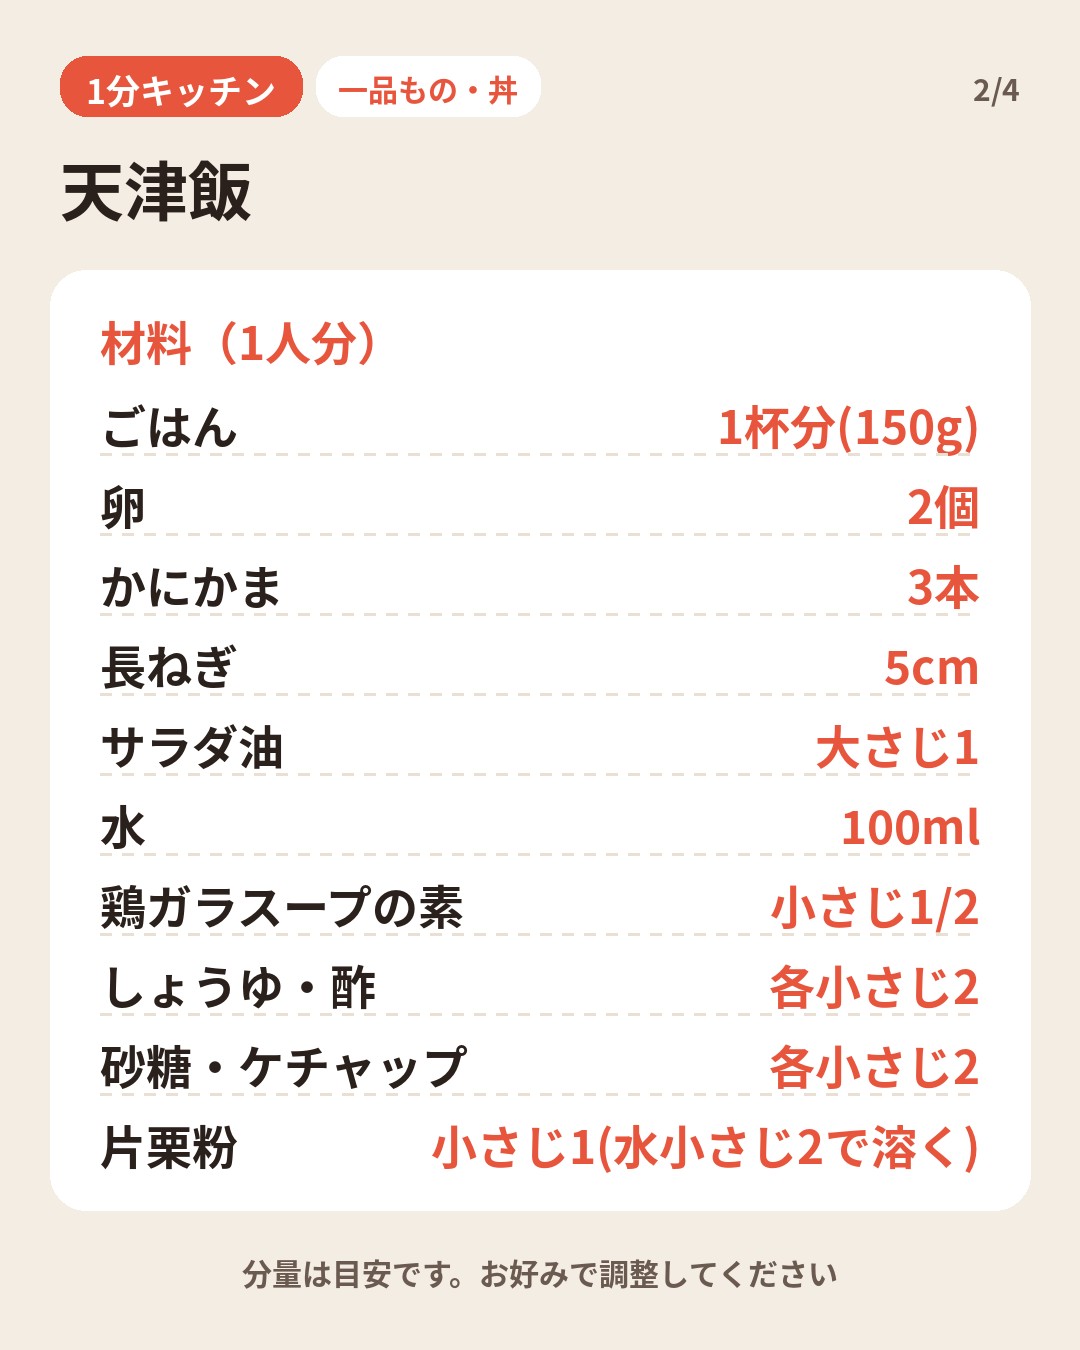 1分キッチン 一品もの・丼 2/4
天津飯
材料（1人分）
ごはん 1杯分(150g)
卵 2個
かにかま 3本
長ねぎ 5cm
サラダ油 大さじ1
水 100ml
鶏ガラスープの素 小さじ1/2
しょうゆ・酢 各小さじ2
砂糖・ケチャップ 各小さじ2
片栗粉 小さじ1(水小さじ2で溶く)
分量は目安です。お好みで調整してください